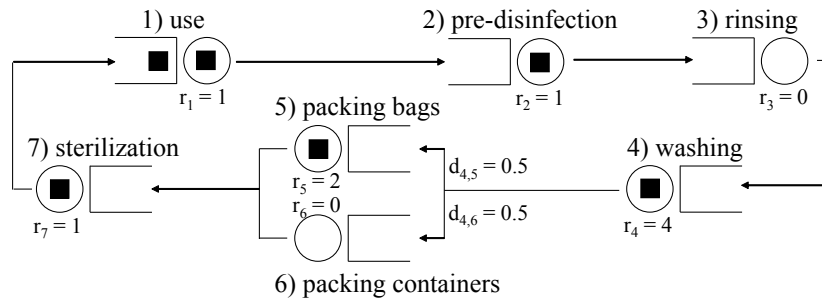 1) use
2) pre-disinfection
3) rinsing
r₁ = 1
r₂ = 1
r₃ = 0
5) packing bags
7) sterilization
4) washing
d₄,₅ = 0.5
r₅ = 2
r₆ = 0
d₄,₆ = 0.5
r₇ = 1
r₄ = 4
6) packing containers